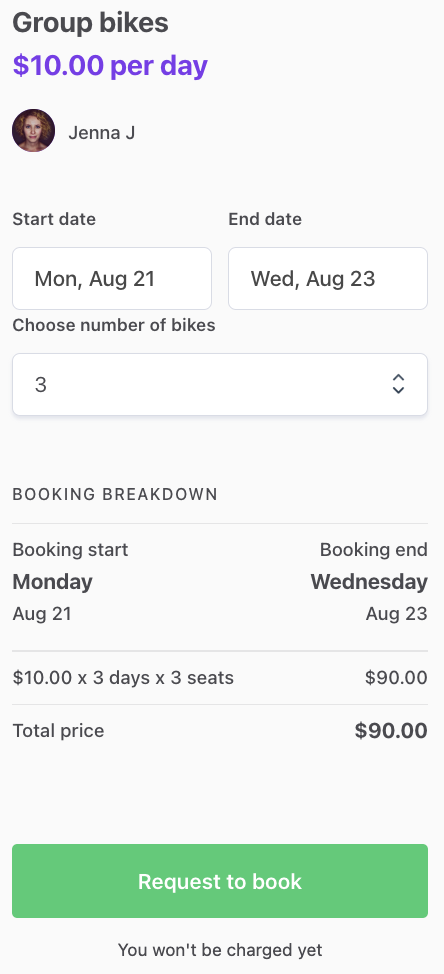 Group bikes
$10.00 per day
Jenna J
Start date
End date
Mon, Aug 21
Wed, Aug 23
Choose number of bikes
3
BOOKING BREAKDOWN
Booking start
Booking end
Monday
Wednesday
Aug 21
Aug 23
$10.00 x 3 days x 3 seats
$90.00
Total price
$90.00
Request to book
You won't be charged yet